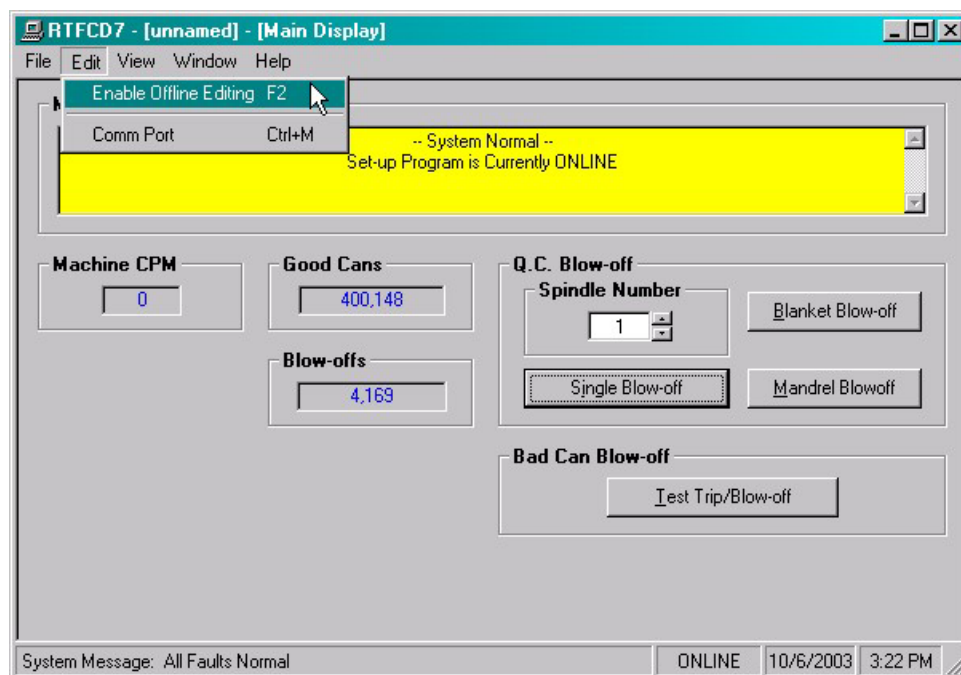 RTFCD7 - [unnamed] - [Main Display]
File Edit View Window Help
Enable Offline Editing F2
Comm Port Ctrl+M
-- System Normal --
Set-up Program is Currently ONLINE
Machine CPM
0
Good Cans
400,148
Blow-offs
4,169
Q.C. Blow-off
Spindle Number
1
Blanket Blow-off
Single Blow-off
Mandrel Blowoff
Bad Can Blow-off
Test Trip/Blow-off
System Message: All Faults Normal
ONLINE 10/6/2003 3:22 PM